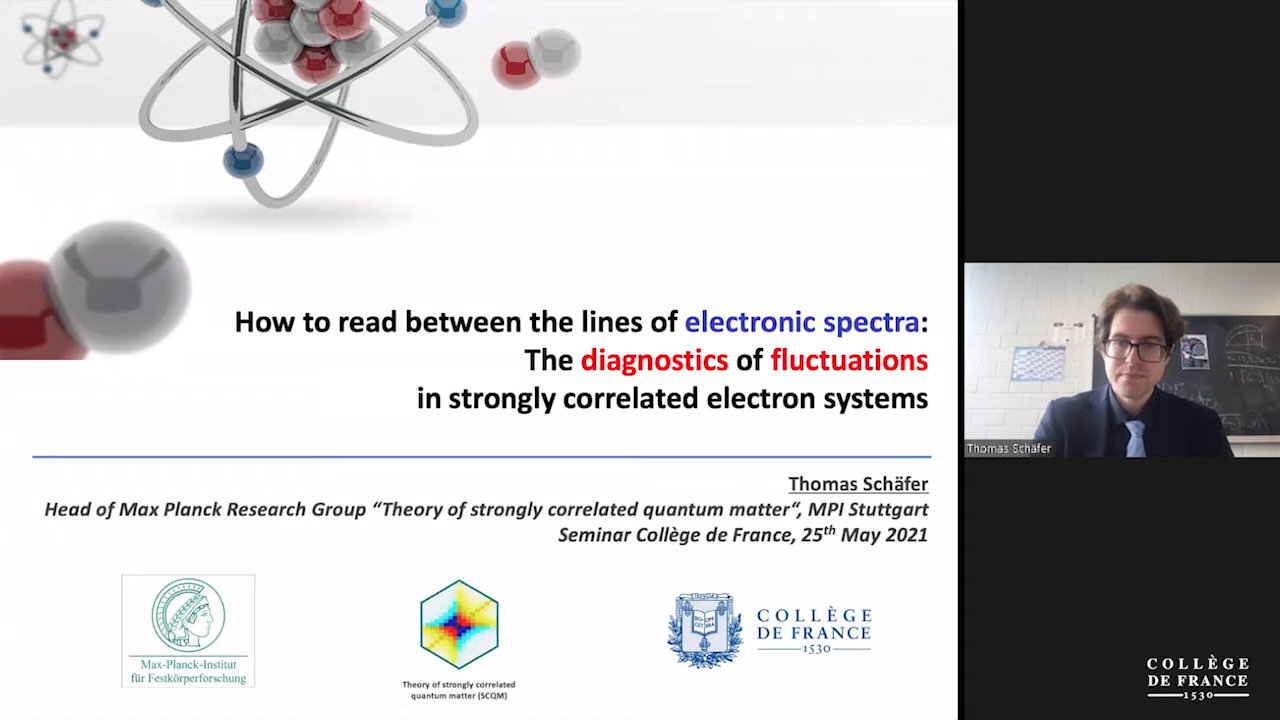 How to read between the lines of electronic spectra:
The diagnostics of fluctuations
in strongly correlated electron systems
Thomas Schäfer
Head of Max Planck Research Group “Theory of strongly correlated quantum matter“, MPI Stuttgart
Seminar Collège de France, 25th May 2021
Max-Planck-Institut
für Festkörperforschung
Theory of strongly correlated
quantum matter (SCQM)
COLLÈGE
DE FRANCE
1530
Thomas Schäfer
COLLÈGE
DE FRANCE
1530